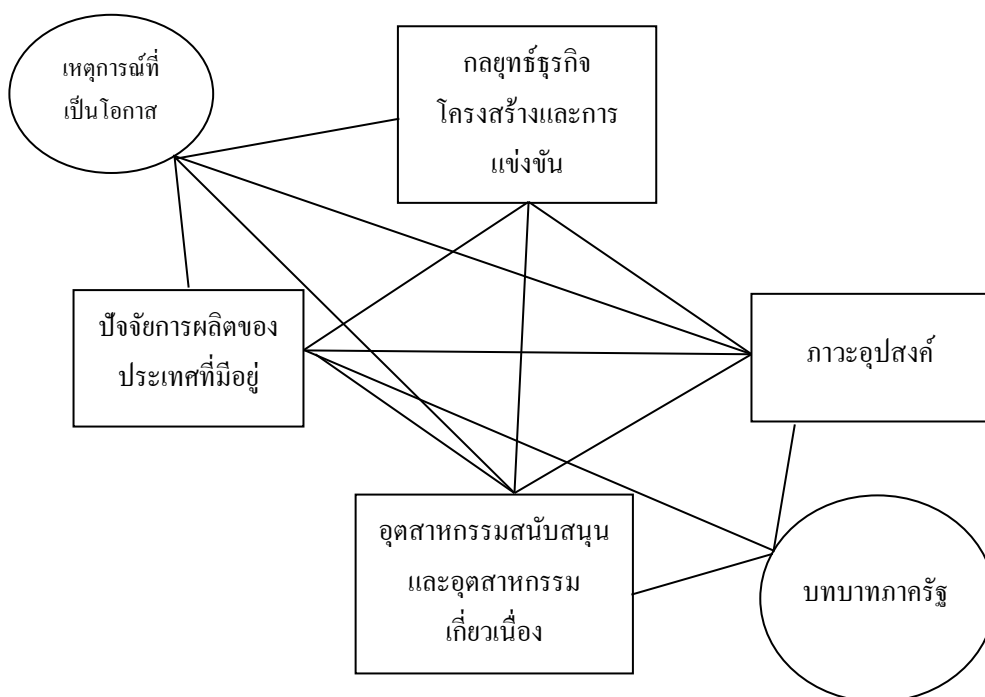 เหตุการณ์ที่
เป็นโอกาส
กลยุทธ์ธุรกิจ
โครงสร้างและการ
แข่งขัน
ปัจจัยการผลิตของ
ประเทศที่มีอยู่
ภาวะอุปสงค์
อุตสาหกรรมสนับสนุน
และอุตสาหกรรม
เกี่ยวเนื่อง
บทบาทภาครัฐ